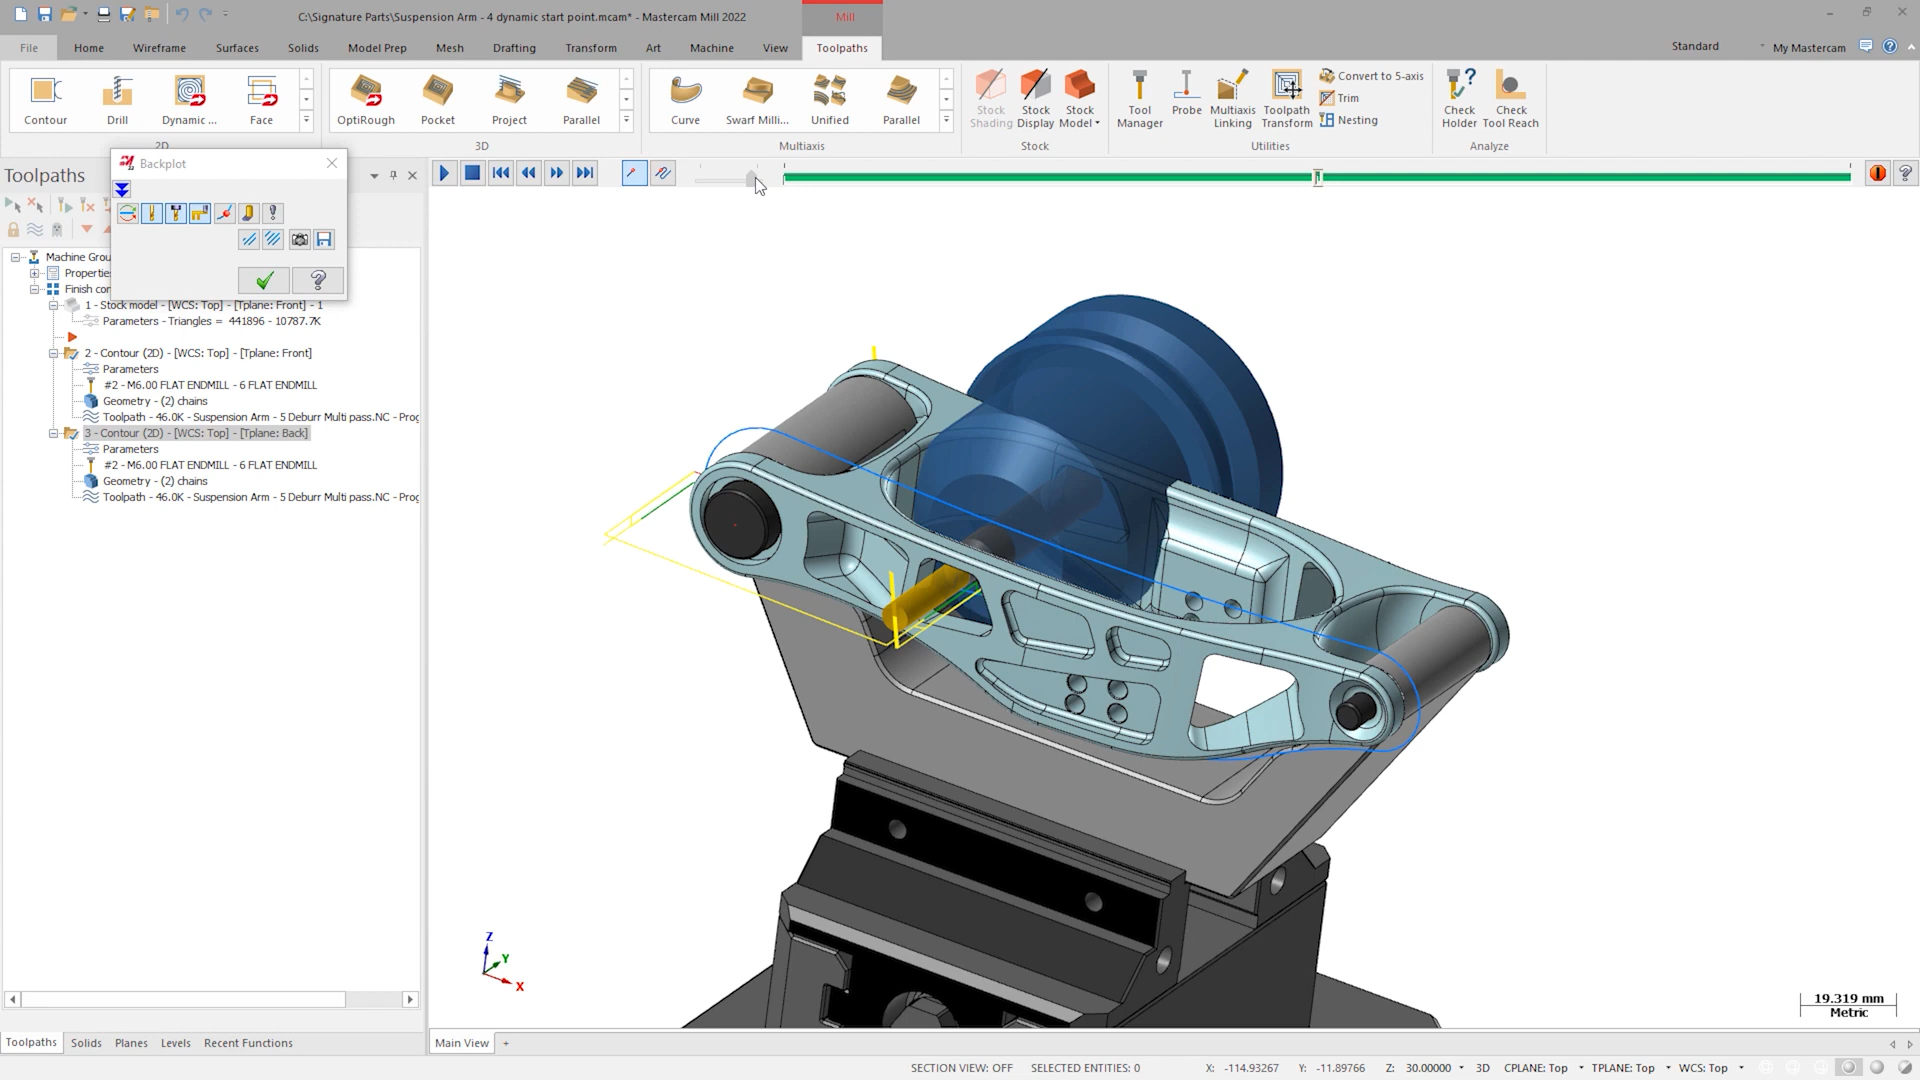 C:\Signature Parts\Suspension Arm - 4 dynamic start point.mcam* - Mastercam Mill 2022
Mill
File
Home
Wireframe
Surfaces
Solids
Model Prep
Mesh
Drafting
Transform
Art
Machine
View
Toolpaths
Standard
My Mastercam
Contour
Drill
Dynamic ...
Face
OptiRough
Pocket
Project
Parallel
Curve
Swarf Milli...
Unified
Parallel
Stock Shading
Stock Display
Stock Model
Tool Manager
Probe
Multiaxis Linking
Toolpath Transform
Convert to 5-axis
Trim
Nesting
Check Holder
Check Tool Reach
2D
3D
Multiaxis
Stock
Utilities
Analyze
Backplot
Toolpaths
Machine Grou
Propertie
Finish con
1 - Stock model - [WCS: Top] - [Tplane: Front] - 1
Parameters - Triangles = 441896 - 10787.7K
2 - Contour (2D) - [WCS: Top] - [Tplane: Front]
Parameters
#2 - M6.00 FLAT ENDMILL - 6 FLAT ENDMILL
Geometry - (2) chains
Toolpath - 46.0K - Suspension Arm - 5 Deburr Multi pass.NC - Prog
3 - Contour (2D) - [WCS: Top] - [Tplane: Back]
Parameters
#2 - M6.00 FLAT ENDMILL - 6 FLAT ENDMILL
Geometry - (2) chains
Toolpath - 46.0K - Suspension Arm - 5 Deburr Multi pass.NC - Prog
Z
Y
X
19.319 mm
Metric
Toolpaths
Solids
Planes
Levels
Recent Functions
Main View
+
SECTION VIEW: OFF
SELECTED ENTITIES: 0
X: -114.93267
Y: -11.89766
Z: 30.00000
3D
CPLANE: Top
TPLANE: Top
WCS: Top